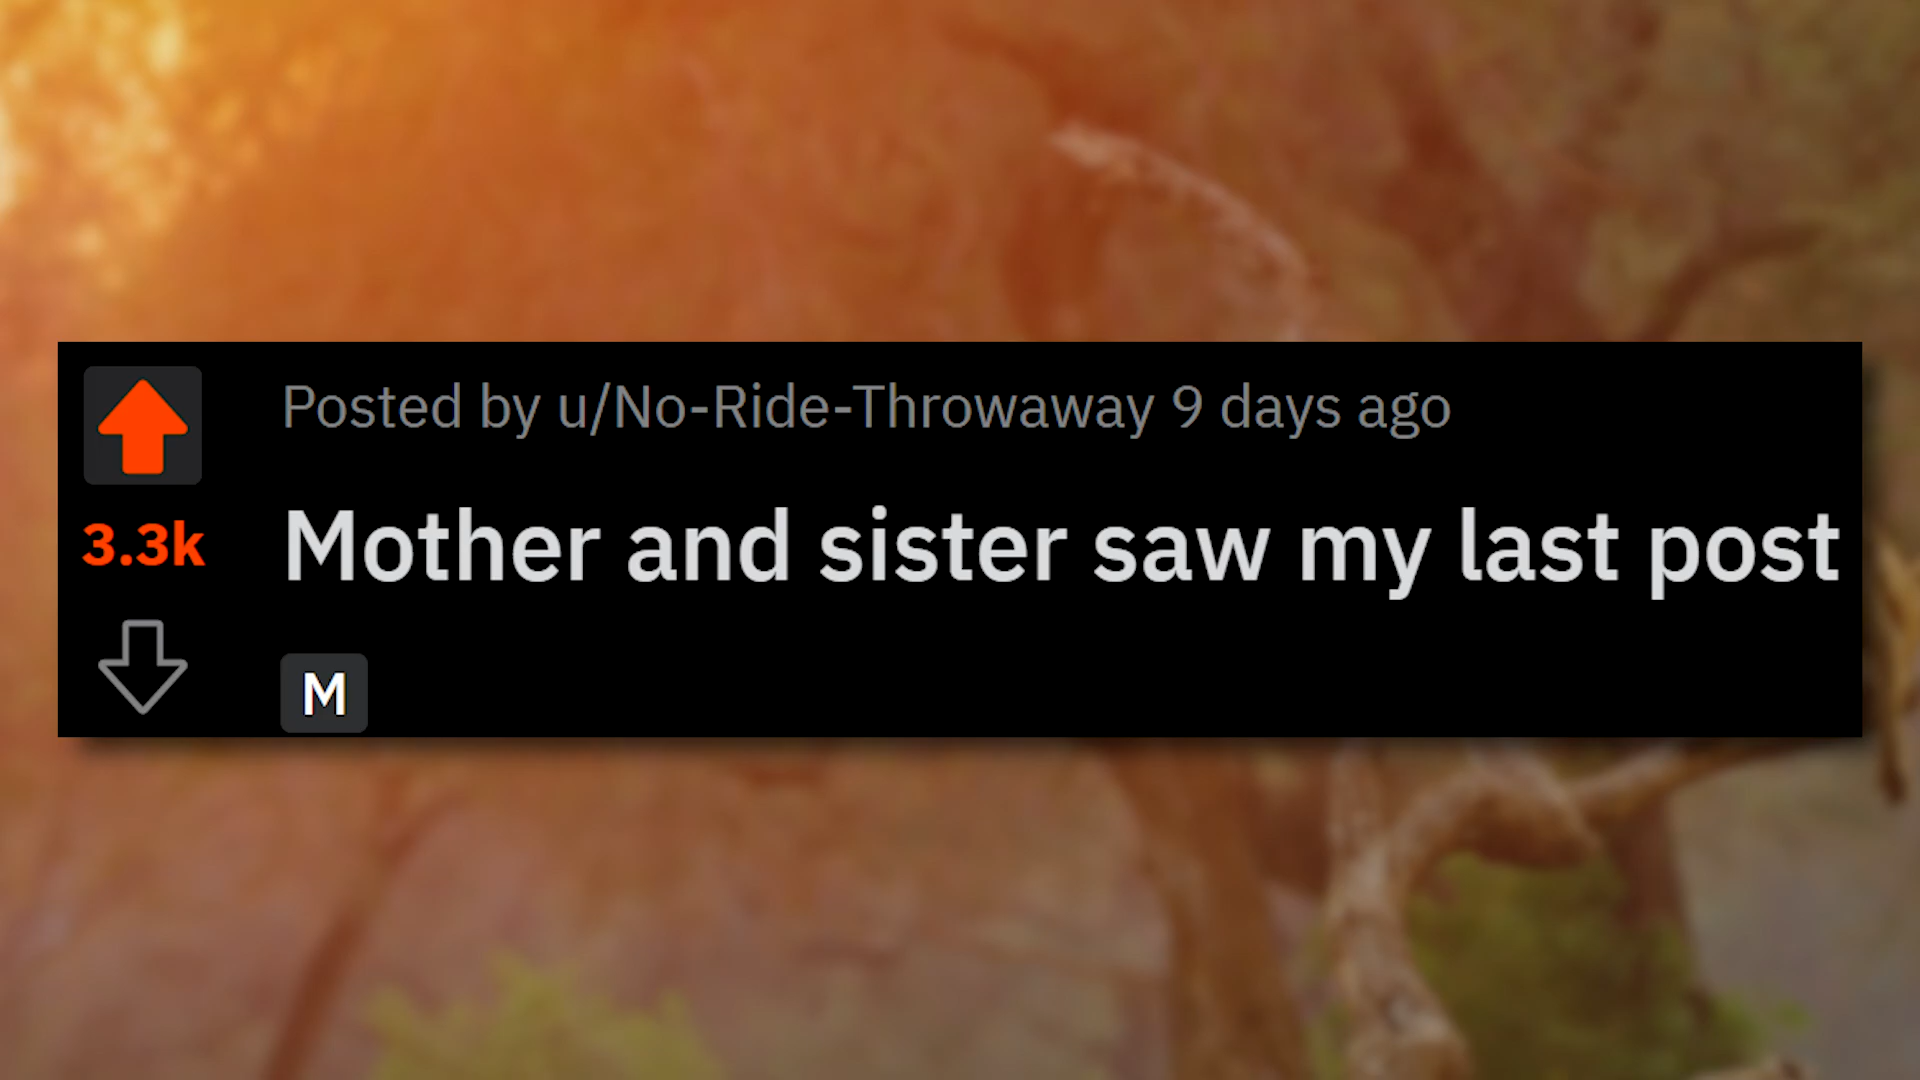 Posted by u/No-Ride-Throwaway 9 days ago
3.3k
Mother and sister saw my last post
M